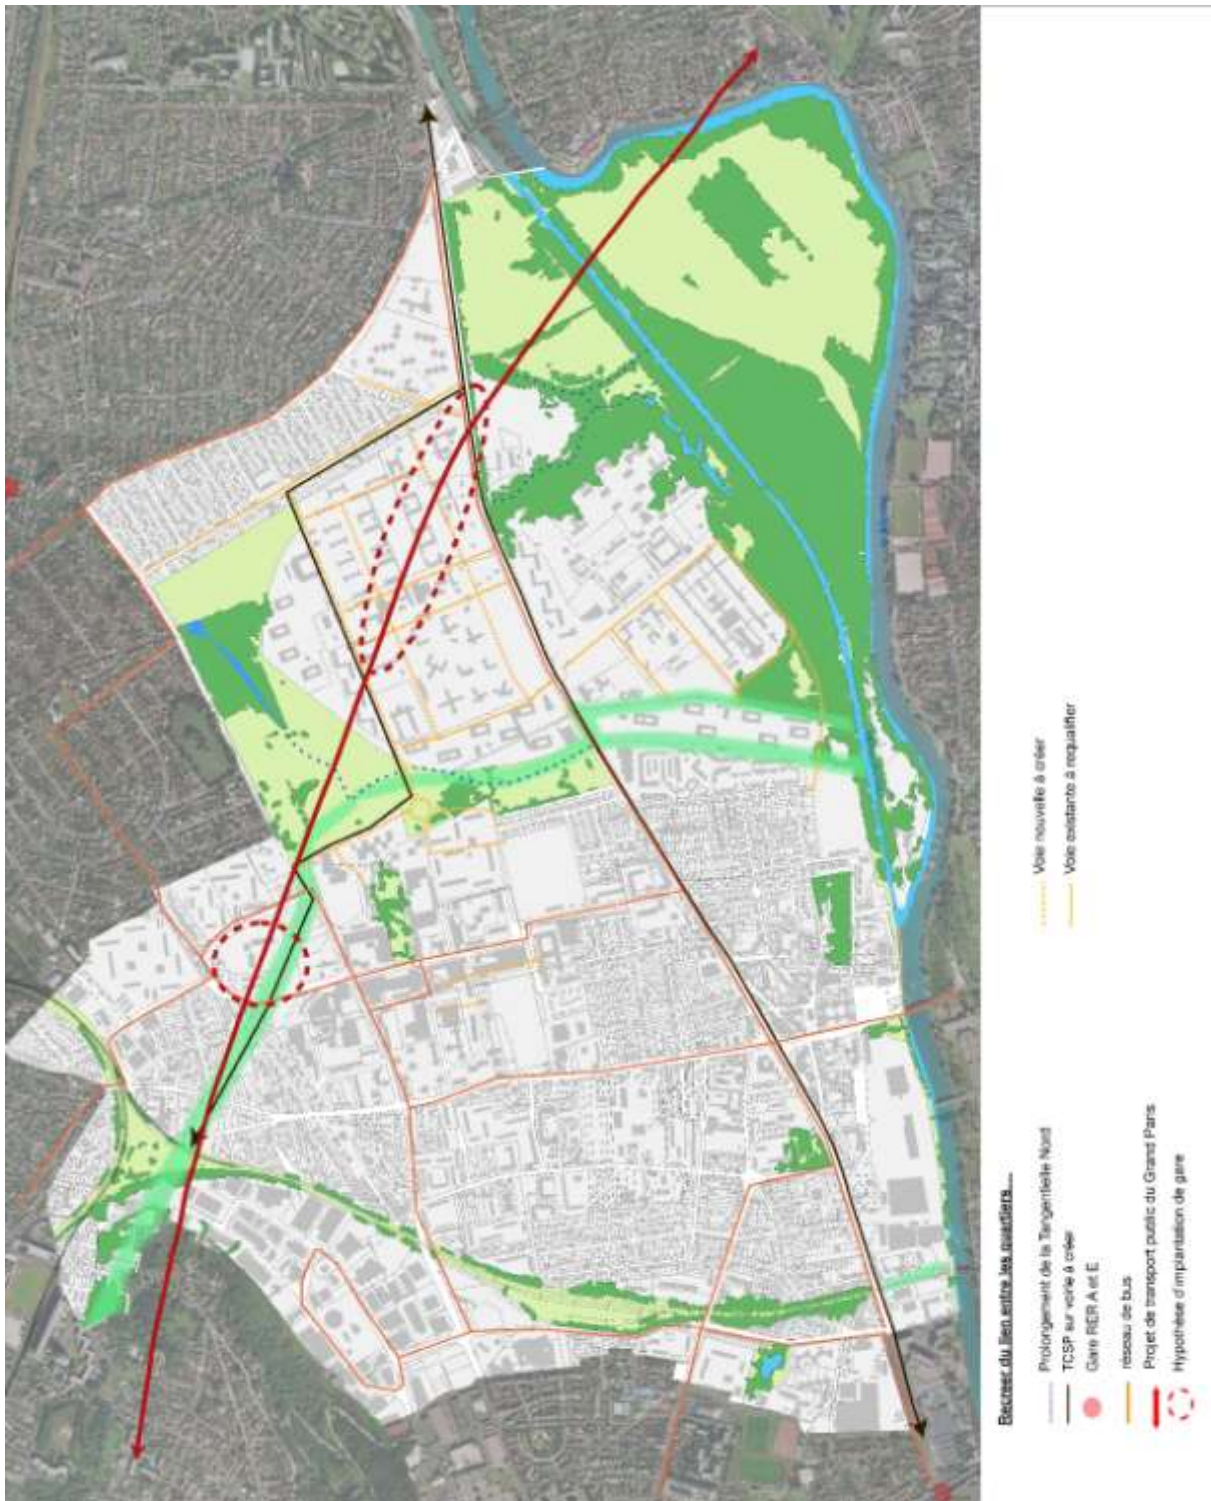 Recréer du lien entre les quartiers....
Prolongement de la Tangentielle Nord
TCSP sur voirie à créer
Gare RER A et E
réseau de bus
Projet de transport public du Grand Paris
Hypothèse d'implantation de gare
Voie nouvelle à créer
Voie existante à requalifier